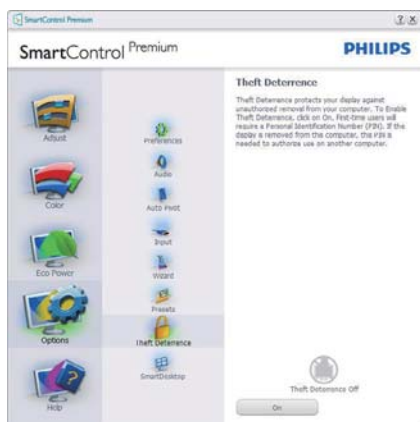 SmartControl Premium
SmartControl Premium
PHILIPS
Adjust
Color
Eco Power
Options
Help
Preferences
Audio
Auto Pivot
Input
Wizard
Presets
Theft Deterrence
SmartDesktop
Theft Deterrence
Theft Deterrence protects your display against
unauthorized removal from your computer. To Enable
Theft Deterrence, click on On. First-time users will
require a Personal Identification Number (PIN). If the
display is removed from the computer, this PIN is
needed to authorize use on another computer.
Theft Deterrence Off
On